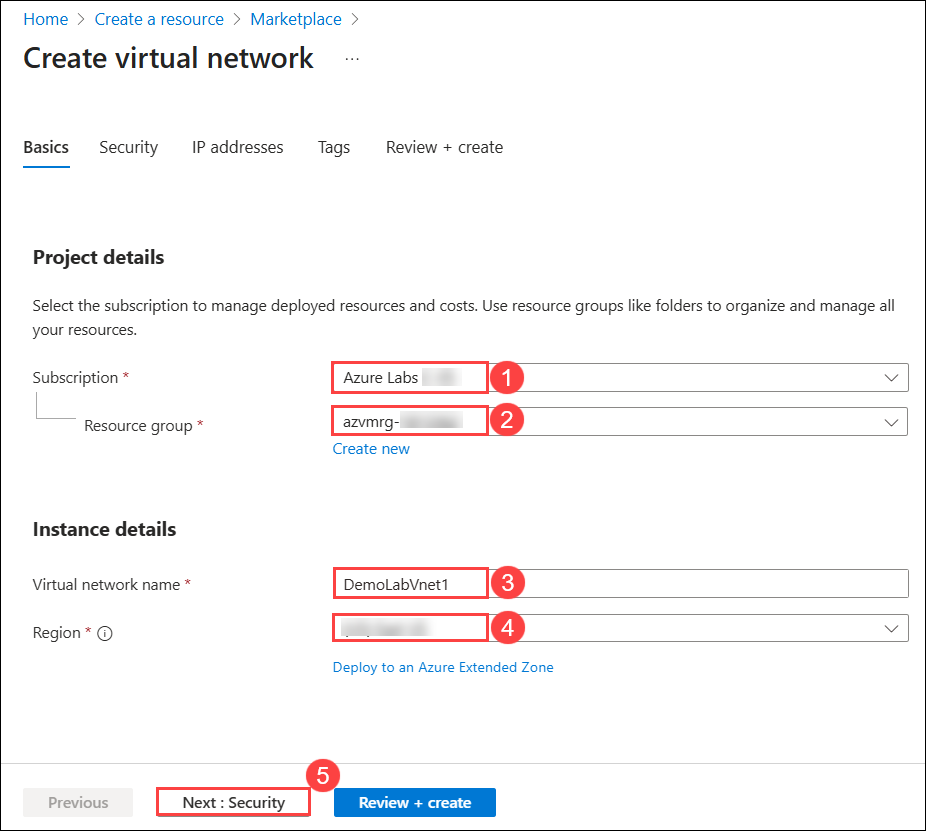 Home > Create a resource > Marketplace >
Create virtual network ...
Basics Security IP addresses Tags Review + create
Project details
Select the subscription to manage deployed resources and costs. Use resource groups like folders to organize and manage all
your resources.
Subscription * Azure Labs 1
Resource group * azvmrg- 2
Create new
Instance details
Virtual network name * DemoLabVnet1 3
Region * 4
Deploy to an Azure Extended Zone
5
Previous Next : Security Review + create